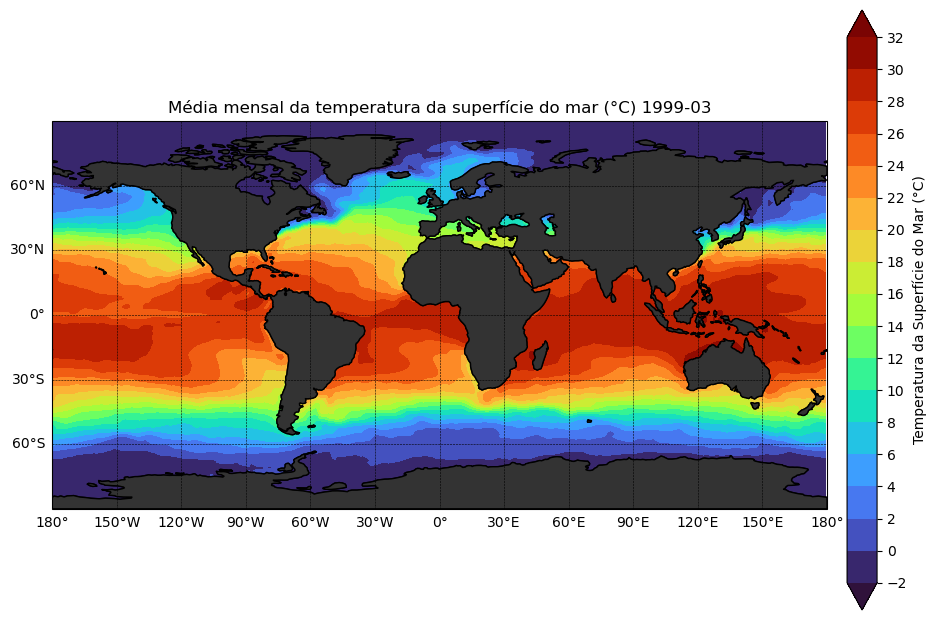 Média mensal da temperatura da superfície do mar (°C) 1999-03
60°N
30°N
0°
30°S
60°S
180° 150°W 120°W 90°W 60°W 30°W 0° 30°E 60°E 90°E 120°E 150°E 180°
32
30
28
26
24
22
20
18
16
14
12
10
8
6
4
2
0
−2
Temperatura da Superfície do Mar (°C)